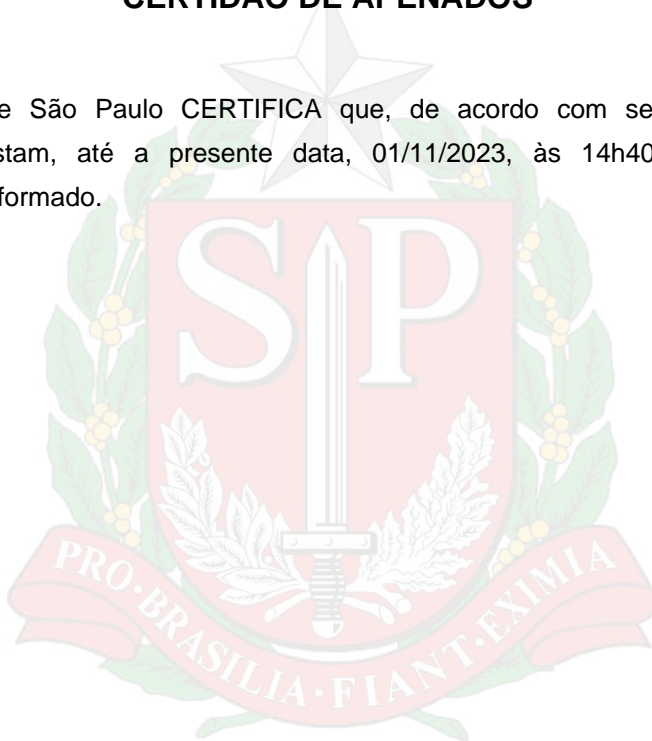 CERTIDÃO DE APENADOS
e São Paulo CERTIFICA que, de acordo com se
stam, até a presente data, 01/11/2023, às 14h40
formado.
SP
PRO·BRASILIA·FIANT·EXIMIA